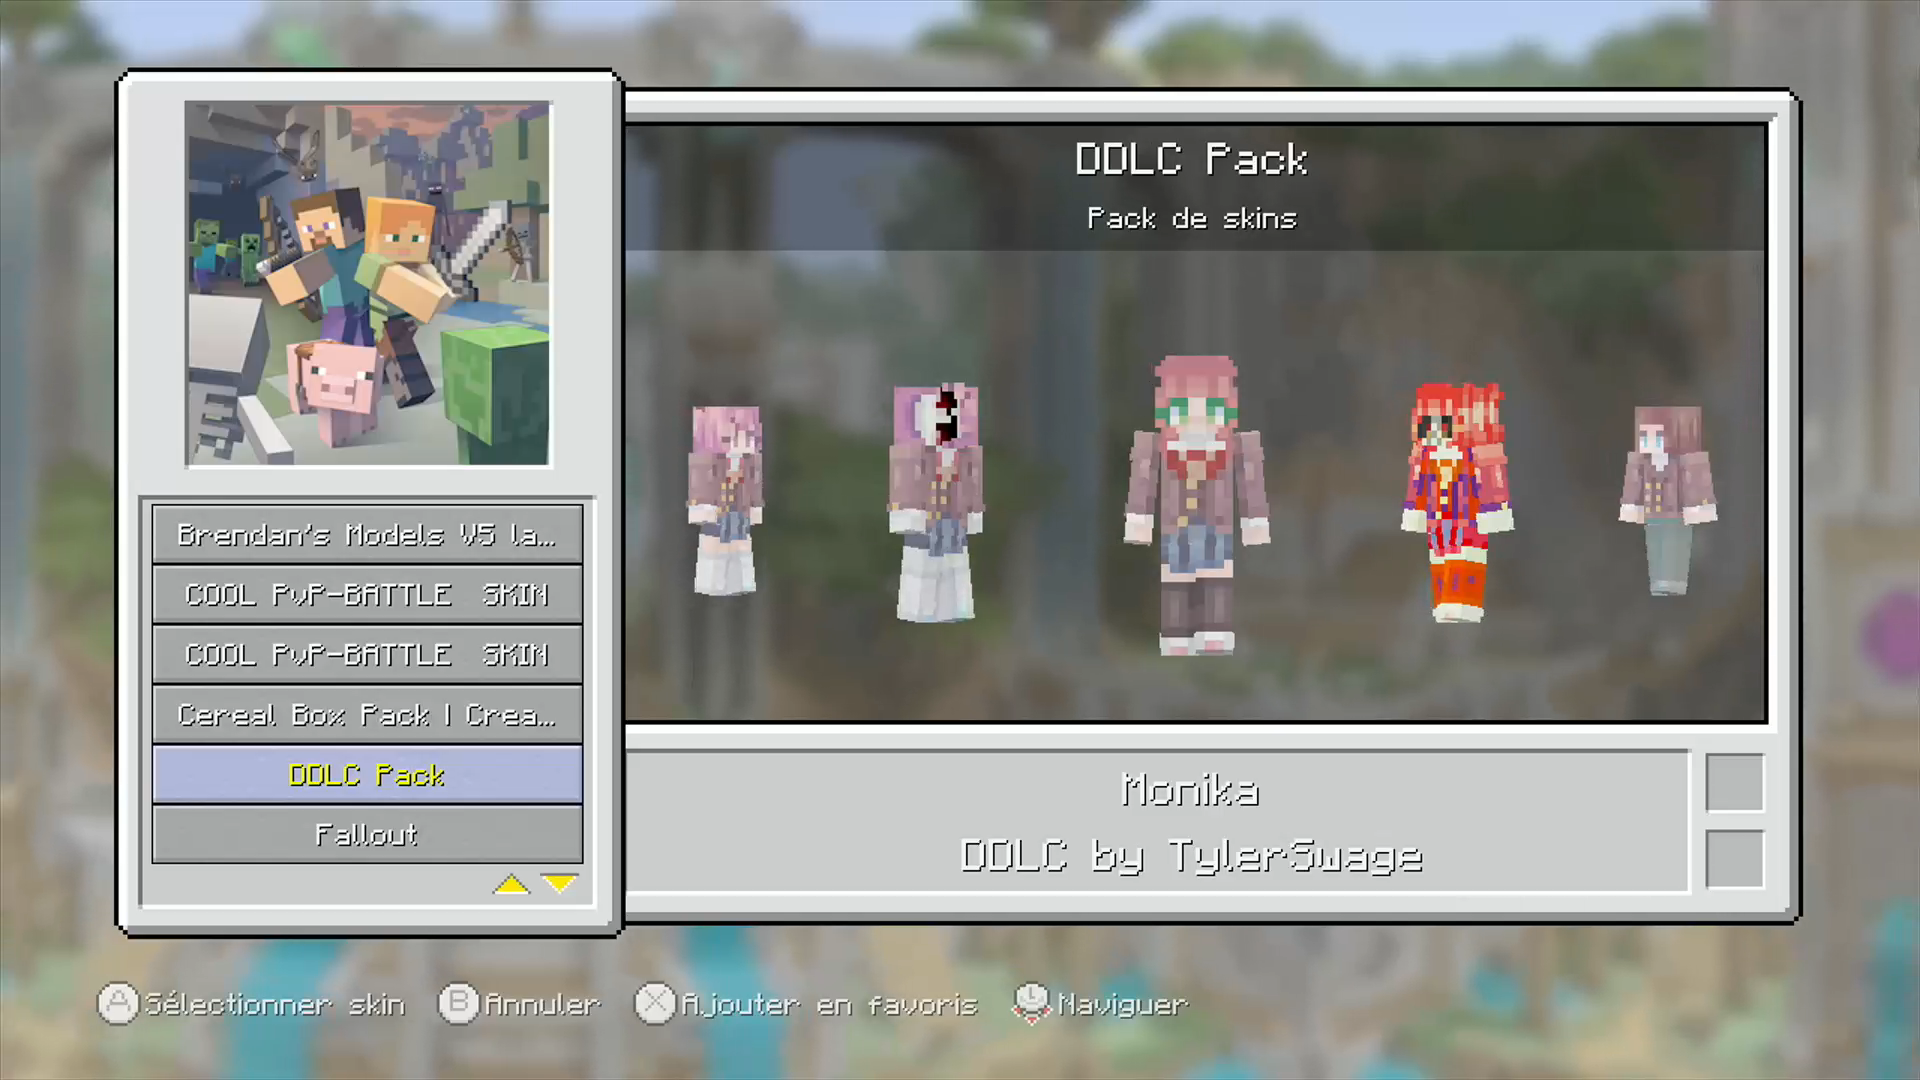 DDLC Pack
Pack de skins
Brendan's Models V5 la...
COOL PvP-BATTLE SKIN
COOL PvP-BATTLE SKIN
Cereal Box Pack | Crea...
DDLC Pack
Fallout
Monika
DDLC by TylerSwage
A Sélectionner skin
B Annuler
X Ajouter en favoris
L Naviguer